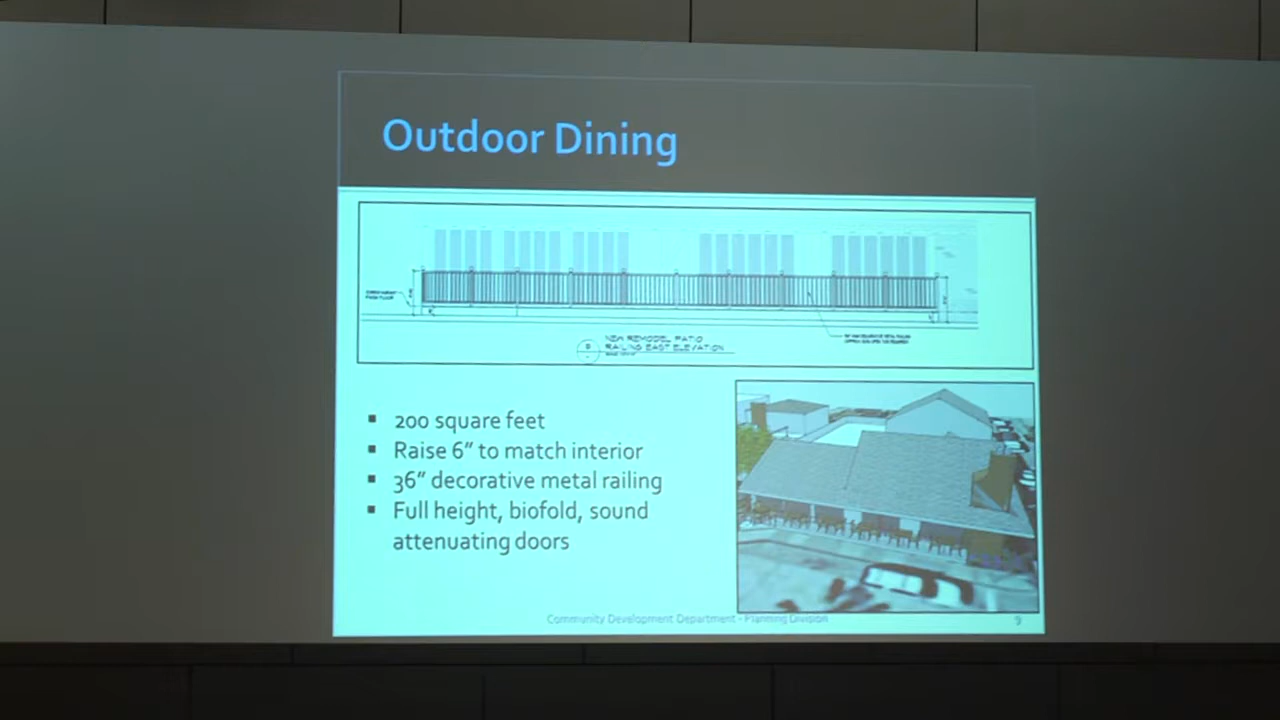 Outdoor Dining
NEW REMODEL PATIO
RAILING EAST ELEVATION
▪ 200 square feet
▪ Raise 6" to match interior
▪ 36" decorative metal railing
▪ Full height, biofold, sound
attenuating doors
Community Development Department - Planning Division
9